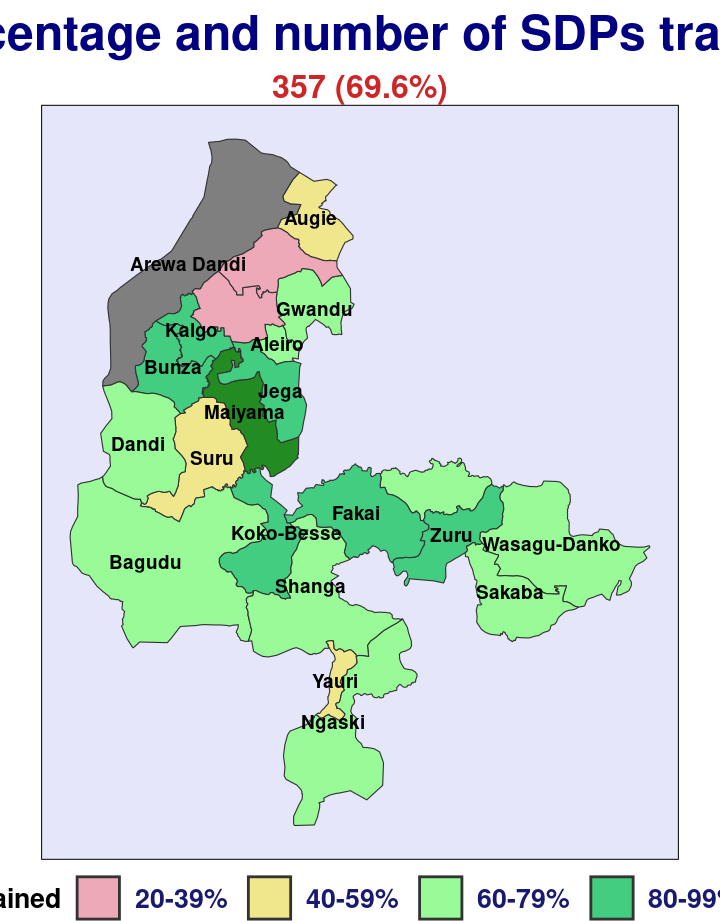 centage and number of SDPs tra
357 (69.6%)
Augie
Arewa Dandi
Gwandu
Kalgo
Aleiro
Bunza
Jega
Maiyama
Dandi
Suru
Fakai
Koko-Besse
Zuru
Wasagu-Danko
Bagudu
Shanga
Sakaba
Yauri
Ngaski
ained 20-39% 40-59% 60-79% 80-99%